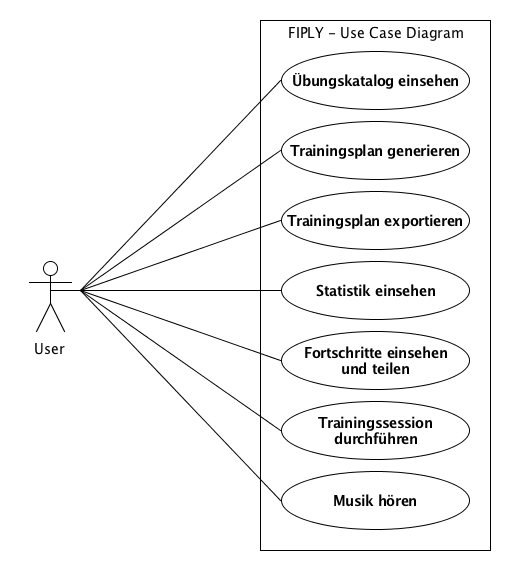 FIPLY - Use Case Diagram
Übungskatalog einsehen
Trainingsplan generieren
Trainingsplan exportieren
Statistik einsehen
Fortschritte einsehen
und teilen
Trainingssession
durchführen
Musik hören
User